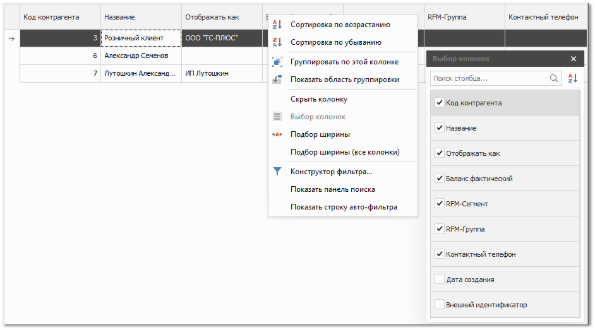 Код контрагента Название Отображать как RFM-Группа Контактный телефон
3 Розничный клиент ООО "ТС-ПЛЮС"
6 Александр Семенов
7 Лутошкин Александ... ИП Лутошкин
Сортировка по возрастанию
Сортировка по убыванию
Группировать по этой колонке
Показать область группировки
Скрыть колонку
Выбор колонок
Подбор ширины
Подбор ширины (все колонки)
Конструктор фильтра...
Показать панель поиска
Показать строку авто-фильтра
Выбор колонок
Поиск столбца...
Код контрагента
Название
Отображать как
Баланс фактический
RFM-Сегмент
RFM-Группа
Контактный телефон
Дата создания
Внешний идентификатор